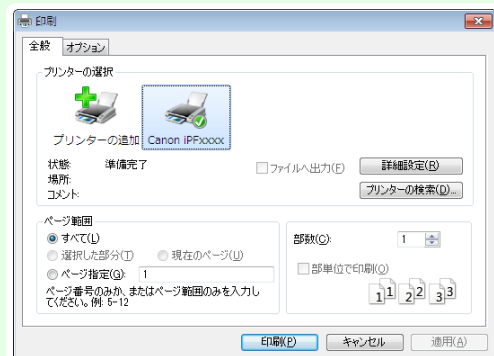 印刷
全般 オプション
プリンターの選択
プリンターの追加 Canon iPFxxxx
状態: 準備完了
場所:
コメント:
ファイルへ出力(F) 詳細設定(R)
プリンターの検索(D)...
ページ範囲
すべて(L)
選択した部分(T) 現在のページ(U)
ページ指定(G): 1
ページ番号のみか、またはページ範囲のみを入力し
てください。例: 5-12
部数(C): 1
部単位で印刷(O)
11 22 33
印刷(P) キャンセル 適用(A)